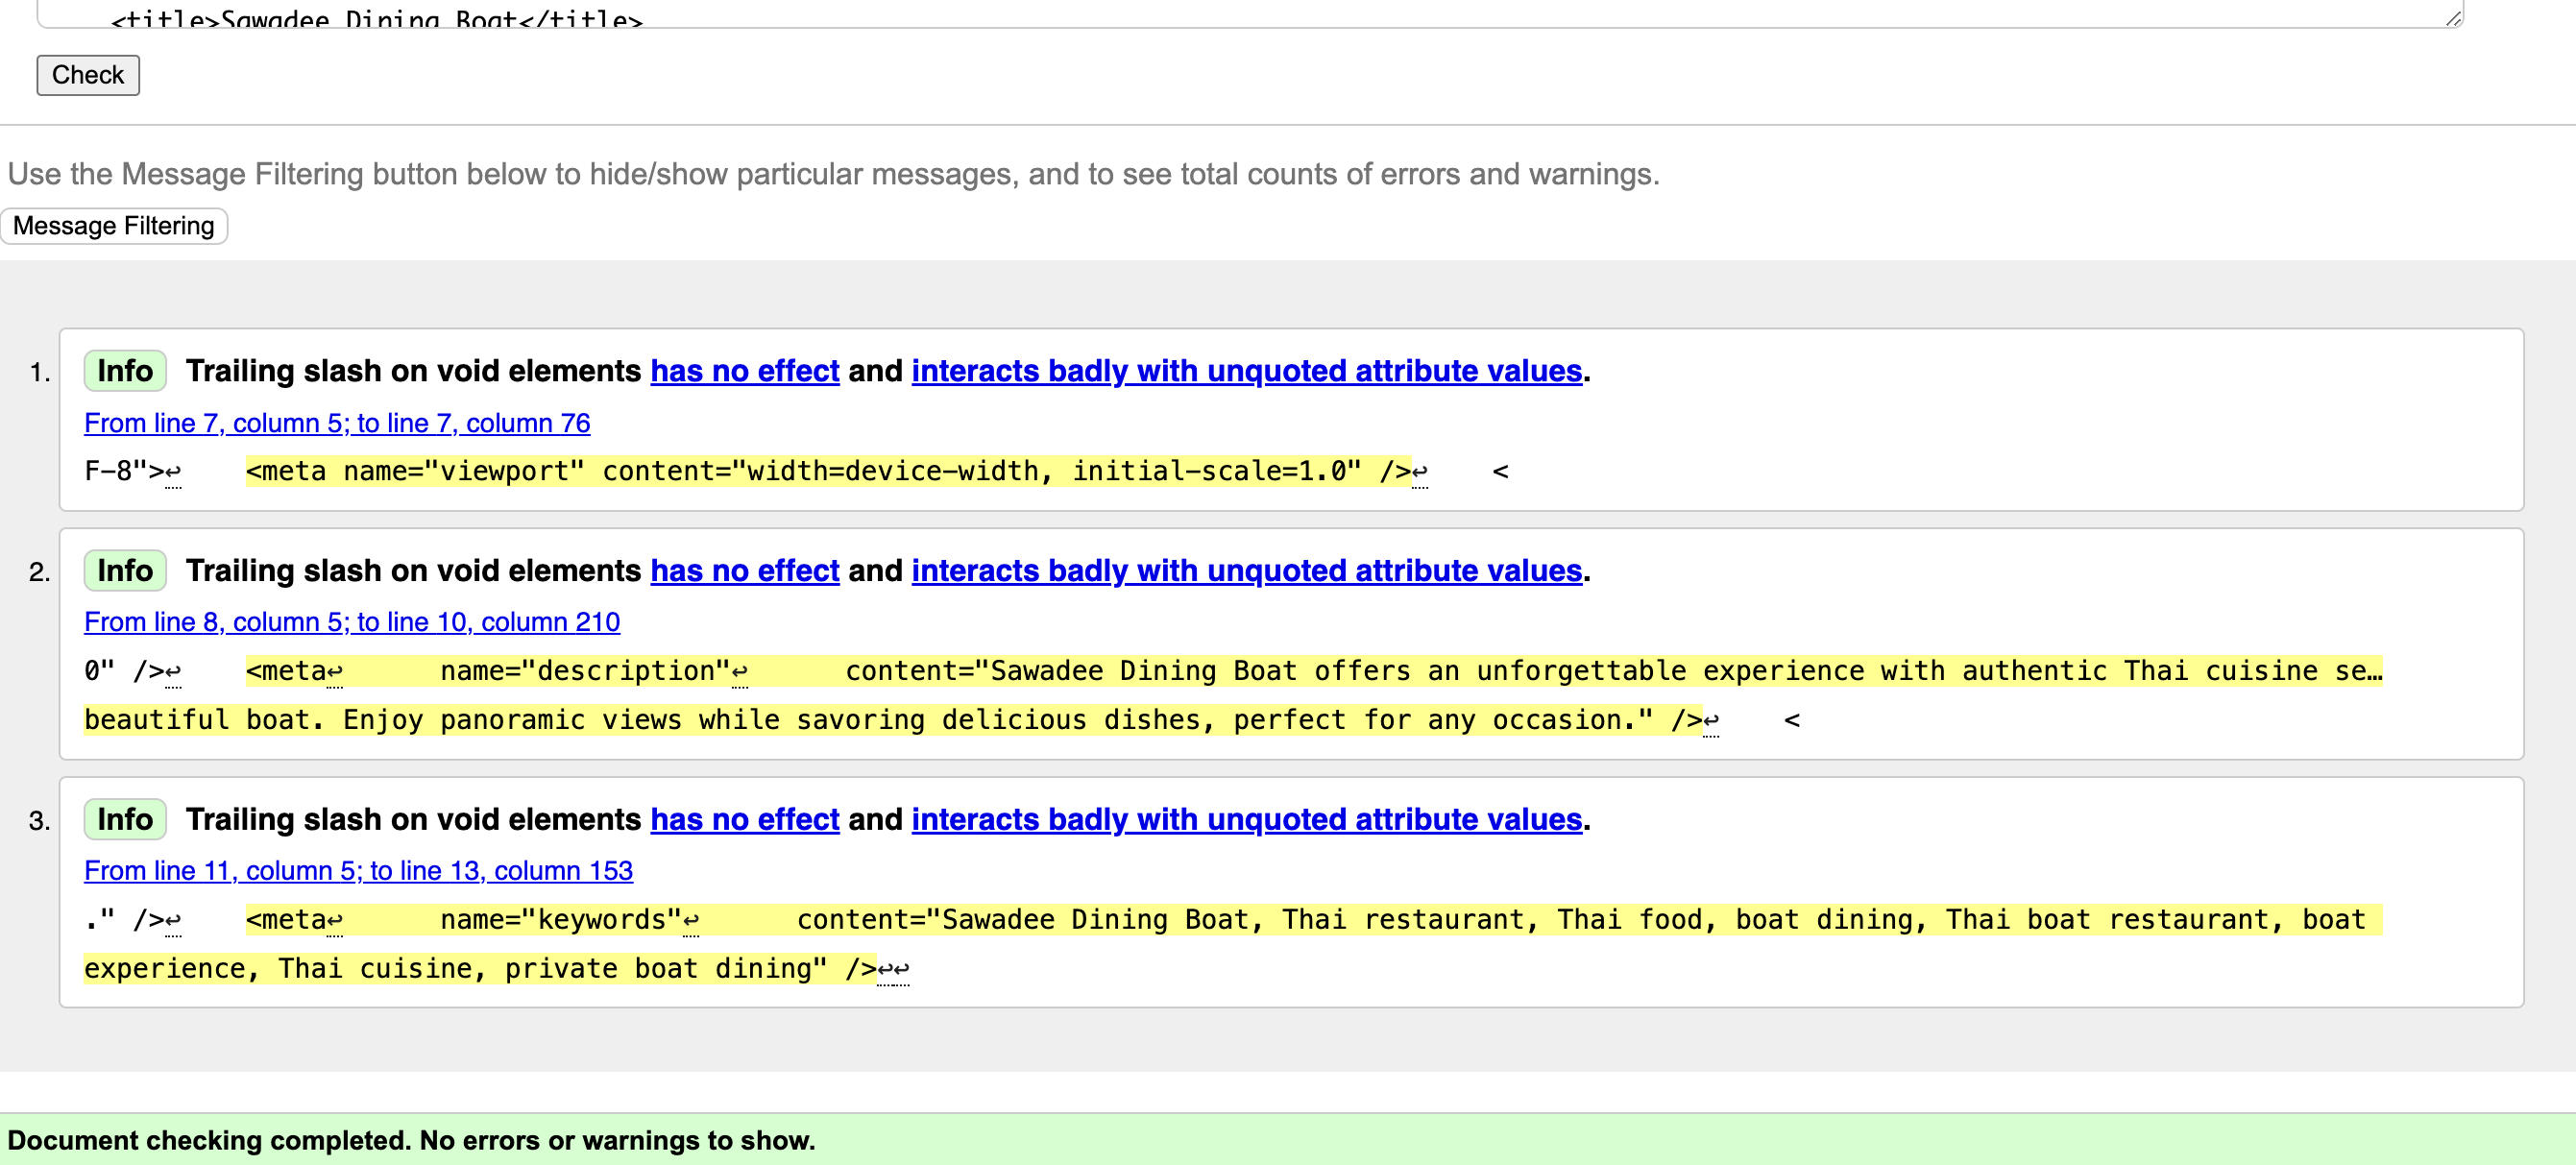 <title>Sawadee Dining Boat</title>
Check
Use the Message Filtering button below to hide/show particular messages, and to see total counts of errors and warnings.
Message Filtering
1. Info Trailing slash on void elements has no effect and interacts badly with unquoted attribute values.
From line 7, column 5; to line 7, column 76
F-8">↩    <meta name="viewport" content="width=device-width, initial-scale=1.0" />↩    <
2. Info Trailing slash on void elements has no effect and interacts badly with unquoted attribute values.
From line 8, column 5; to line 10, column 210
0" />↩    <meta↩      name="description"↩      content="Sawadee Dining Boat offers an unforgettable experience with authentic Thai cuisine se…
beautiful boat. Enjoy panoramic views while savoring delicious dishes, perfect for any occasion." />↩    <
3. Info Trailing slash on void elements has no effect and interacts badly with unquoted attribute values.
From line 11, column 5; to line 13, column 153
." />↩    <meta↩      name="keywords"↩      content="Sawadee Dining Boat, Thai restaurant, Thai food, boat dining, Thai boat restaurant, boat
experience, Thai cuisine, private boat dining" />↩↩
Document checking completed. No errors or warnings to show.